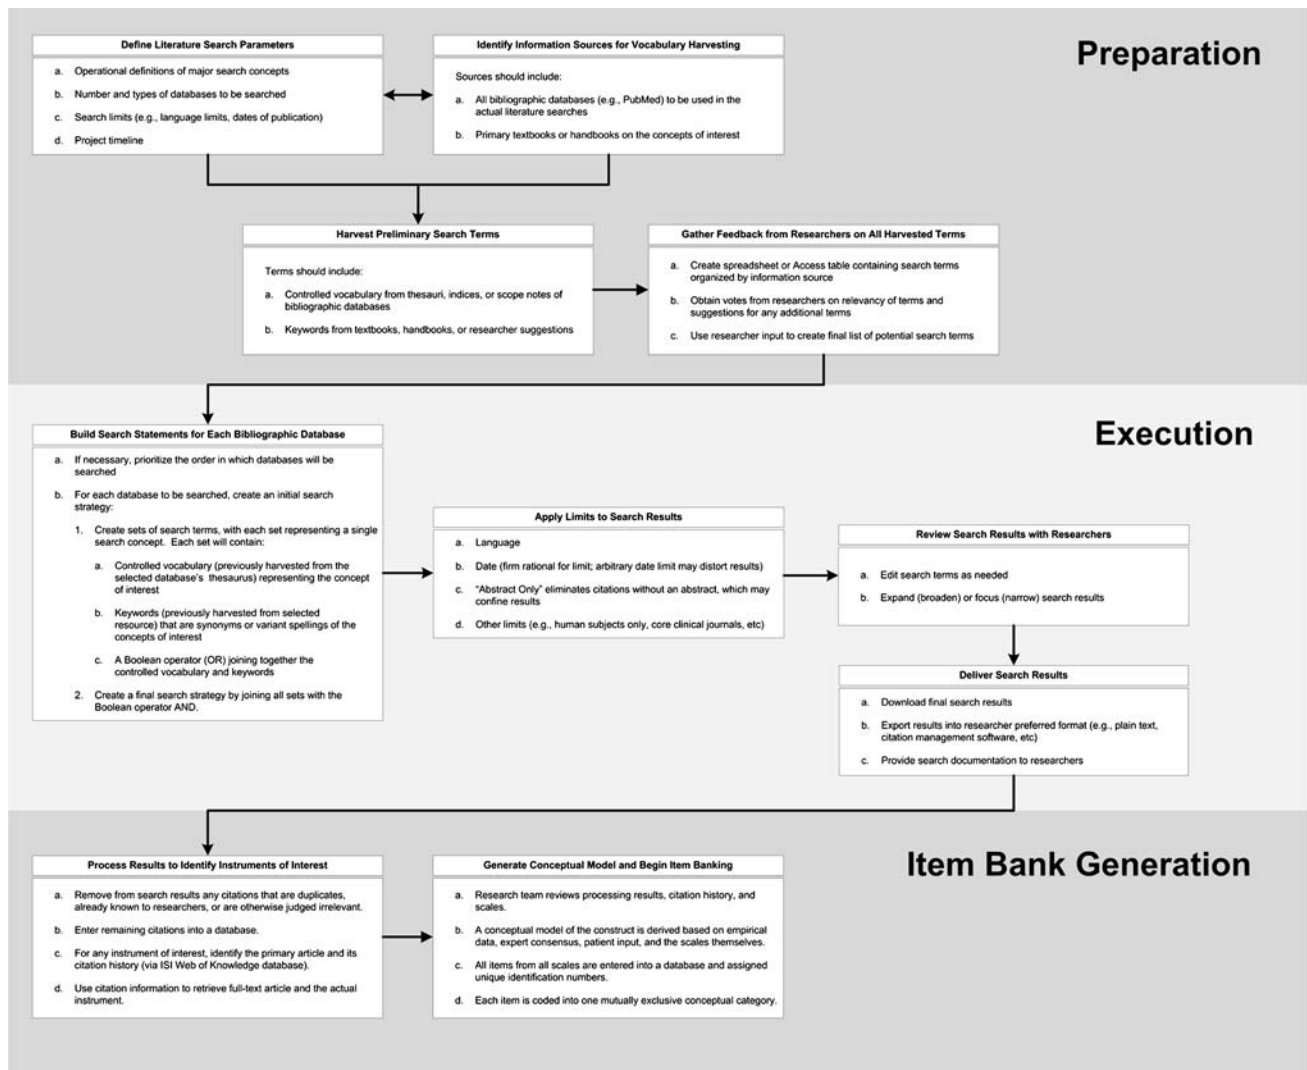 Preparation
Define Literature Search Parameters
a. Operational definitions of major search concepts
b. Number and types of databases to be searched
c. Search limits (e.g., language limits, dates of publication)
d. Project timeline
Identify Information Sources for Vocabulary Harvesting
Sources should include:
a. All bibliographic databases (e.g., PubMed) to be used in the
actual literature searches
b. Primary textbooks or handbooks on the concepts of interest
Harvest Preliminary Search Terms
Terms should include:
a. Controlled vocabulary from thesauri, indices, or scope notes of
bibliographic databases
b. Keywords from textbooks, handbooks, or researcher suggestions
Gather Feedback from Researchers on All Harvested Terms
a. Create spreadsheet or Access table containing search terms
organized by information source
b. Obtain votes from researchers on relevancy of terms and
suggestions for any additional terms
c. Use researcher input to create final list of potential search terms
Execution
Build Search Statements for Each Bibliographic Database
a. If necessary, prioritize the order in which databases will be
searched
b. For each database to be searched, create an initial search
strategy:
1. Create sets of search terms, with each set representing a single
search concept. Each set will contain:
a. Controlled vocabulary (previously harvested from the
selected database's thesaurus) representing the concept
of interest
b. Keywords (previously harvested from selected
resource) that are synonyms or variant spellings of the
concepts of interest
c. A Boolean operator (OR) joining together the
controlled vocabulary and keywords
2. Create a final search strategy by joining all sets with the
Boolean operator AND.
Apply Limits to Search Results
a. Language
b. Date (firm rational for limit; arbitrary date limit may distort results)
c. "Abstract Only" eliminates citations without an abstract, which may
confine results
d. Other limits (e.g., human subjects only, core clinical journals, etc)
Review Search Results with Researchers
a. Edit search terms as needed
b. Expand (broaden) or focus (narrow) search results
Deliver Search Results
a. Download final search results
b. Export results into researcher preferred format (e.g., plain text,
citation management software, etc)
c. Provide search documentation to researchers
Item Bank Generation
Process Results to Identify Instruments of Interest
a. Remove from search results any citations that are duplicates,
already known to researchers, or are otherwise judged irrelevant.
b. Enter remaining citations into a database.
c. For any instrument of interest, identify the primary article and its
citation history (via ISI Web of Knowledge database).
d. Use citation information to retrieve full-text article and the actual
instrument.
Generate Conceptual Model and Begin Item Banking
a. Research team reviews processing results, citation history, and
scales.
b. A conceptual model of the construct is derived based on empirical
data, expert consensus, patient input, and the scales themselves.
c. All items from all scales are entered into a database and assigned
unique identification numbers.
d. Each item is coded into one mutually exclusive conceptual category.